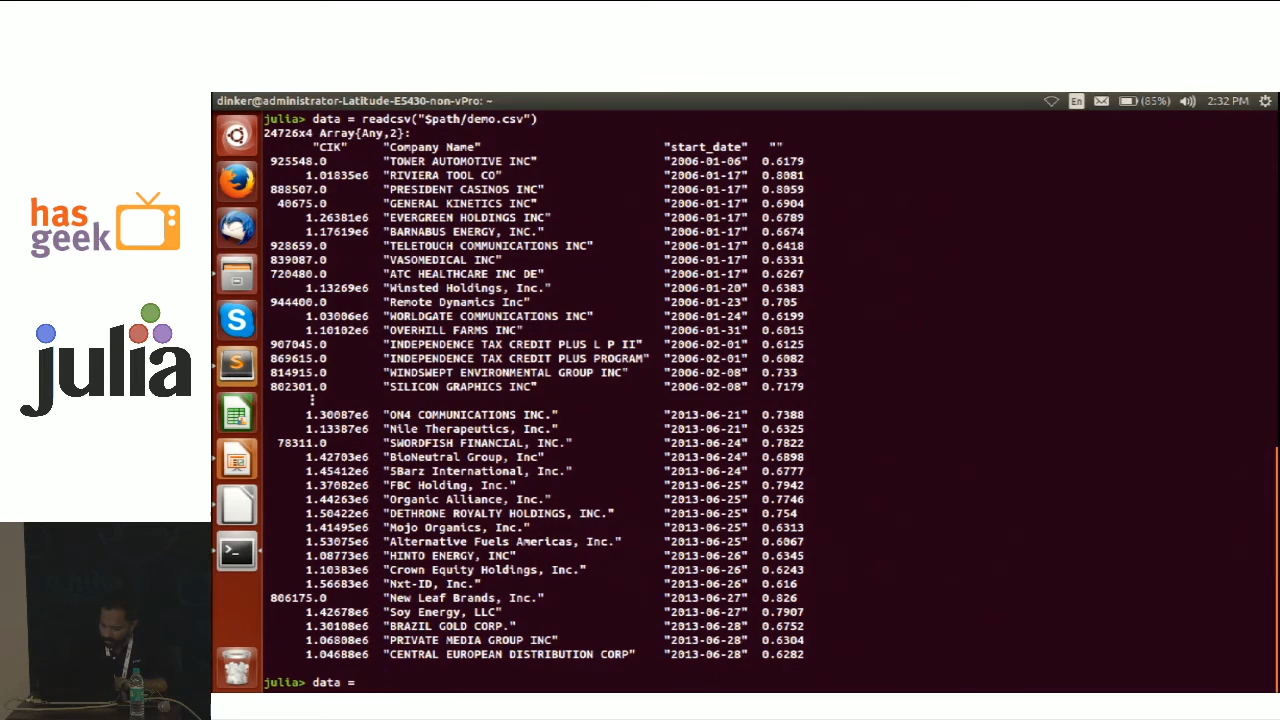 dinker@administrator-Latitude-E5430-non-vPro: ~ En (85%) 2:32 PM
julia> data = readcsv("$path/demo.csv")
24726x4 Array{Any,2}:
"CIK" "Company Name" "start_date" ""
925548.0 "TOWER AUTOMOTIVE INC" "2006-01-06" 0.6179
1.01835e6 "RIVIERA TOOL CO" "2006-01-17" 0.8081
888507.0 "PRESIDENT CASINOS INC" "2006-01-17" 0.8059
40675.0 "GENERAL KINETICS INC" "2006-01-17" 0.6904
1.26381e6 "EVERGREEN HOLDINGS INC" "2006-01-17" 0.6789
1.17619e6 "BARNABUS ENERGY, INC." "2006-01-17" 0.6674
928659.0 "TELETOUCH COMMUNICATIONS INC" "2006-01-17" 0.6418
839087.0 "VASOMEDICAL INC" "2006-01-17" 0.6331
720480.0 "ATC HEALTHCARE INC DE" "2006-01-17" 0.6267
1.13269e6 "Winsted Holdings, Inc." "2006-01-20" 0.6383
944400.0 "Remote Dynamics Inc" "2006-01-23" 0.705
1.03006e6 "WORLDGATE COMMUNICATIONS INC" "2006-01-24" 0.6199
1.10102e6 "OVERHILL FARMS INC" "2006-01-31" 0.6015
907045.0 "INDEPENDENCE TAX CREDIT PLUS L P II" "2006-02-01" 0.6125
869615.0 "INDEPENDENCE TAX CREDIT PLUS PROGRAM" "2006-02-01" 0.6082
814915.0 "WINDSWEPT ENVIRONMENTAL GROUP INC" "2006-02-08" 0.733
802301.0 "SILICON GRAPHICS INC" "2006-02-08" 0.7179
⋮
1.30087e6 "ON4 COMMUNICATIONS INC." "2013-06-21" 0.7388
1.13387e6 "Nile Therapeutics, Inc." "2013-06-21" 0.6325
78311.0 "SWORDFISH FINANCIAL, INC." "2013-06-24" 0.7822
1.42703e6 "BioNeutral Group, Inc" "2013-06-24" 0.6898
1.45412e6 "5Barz International, Inc." "2013-06-24" 0.6777
1.37082e6 "FBC Holding, Inc." "2013-06-25" 0.7942
1.44263e6 "Organic Alliance, Inc." "2013-06-25" 0.7746
1.50422e6 "DETHRONE ROYALTY HOLDINGS, INC." "2013-06-25" 0.754
1.41495e6 "Mojo Organics, Inc." "2013-06-25" 0.6313
1.53075e6 "Alternative Fuels Americas, Inc." "2013-06-25" 0.6067
1.08773e6 "HINTO ENERGY, INC" "2013-06-26" 0.6345
1.10383e6 "Crown Equity Holdings, Inc." "2013-06-26" 0.6243
1.56683e6 "Nxt-ID, Inc." "2013-06-26" 0.616
806175.0 "New Leaf Brands, Inc." "2013-06-27" 0.826
1.42678e6 "Soy Energy, LLC" "2013-06-27" 0.7907
1.30108e6 "BRAZIL GOLD CORP." "2013-06-28" 0.6752
1.06808e6 "PRIVATE MEDIA GROUP INC" "2013-06-28" 0.6304
1.04688e6 "CENTRAL EUROPEAN DISTRIBUTION CORP" "2013-06-28" 0.6282
julia> data =
has
geek
julia
S
S
>_